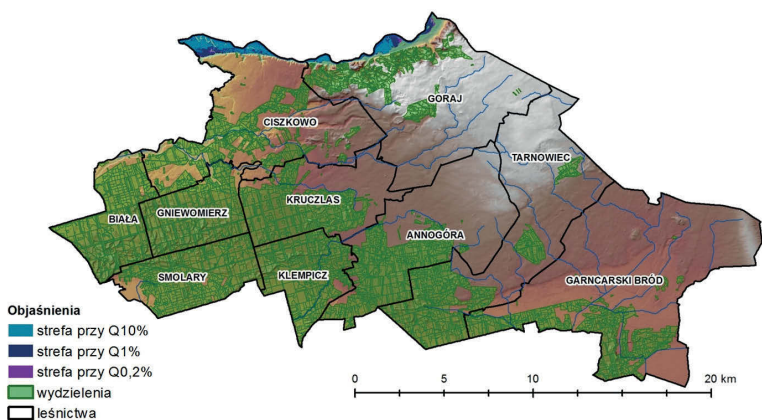 GORAJ
CISZKOWO
TARNOWIEC
KRUCZLAS
BIAŁA
GNIEWOMIERZ
ANNOGÓRA
SMOLARY
KLEMPICZ
GARNCARSKI BRÓD
Objaśnienia
strefa przy Q10%
strefa przy Q1%
strefa przy Q0,2%
wydzielenia
leśnictwa
0 5 10 20 km